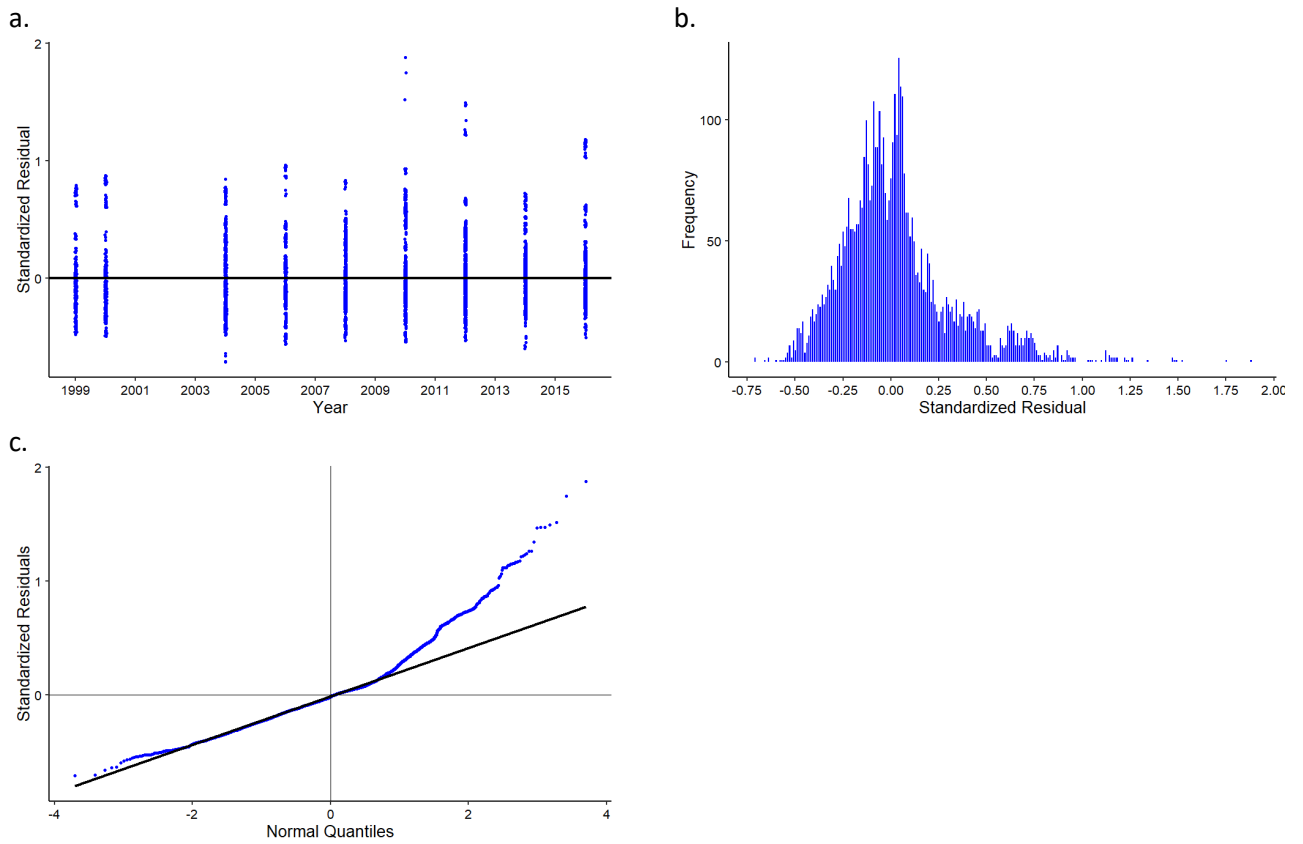 a.
2
1
0
Standardized Residual
1999 2001 2003 2005 2007 2009 2011 2013 2015
Year
b.
100
50
0
Frequency
-0.75 -0.50 -0.25 0.00 0.25 0.50 0.75 1.00 1.25 1.50 1.75 2.00
Standardized Residual
c.
2
1
0
Standardized Residuals
-4 -2 0 2 4
Normal Quantiles